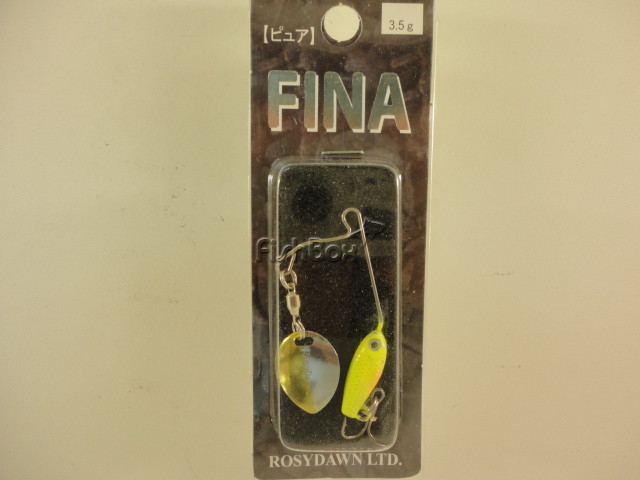 3.5g
【ピュア】
FINA
FishBox
ROSYDAWN LTD.